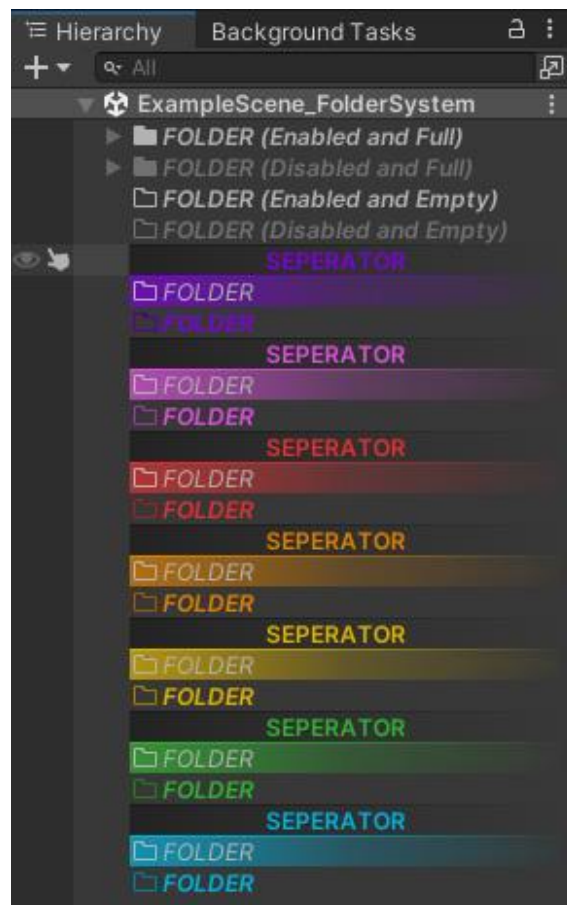 Hierarchy Background Tasks
All
ExampleScene_FolderSystem
FOLDER (Enabled and Full)
FOLDER (Disabled and Full)
FOLDER (Enabled and Empty)
FOLDER (Disabled and Empty)
SEPERATOR
FOLDER
FOLDER
SEPERATOR
FOLDER
FOLDER
SEPERATOR
FOLDER
FOLDER
SEPERATOR
FOLDER
FOLDER
SEPERATOR
FOLDER
FOLDER
SEPERATOR
FOLDER
FOLDER
SEPERATOR
FOLDER
FOLDER